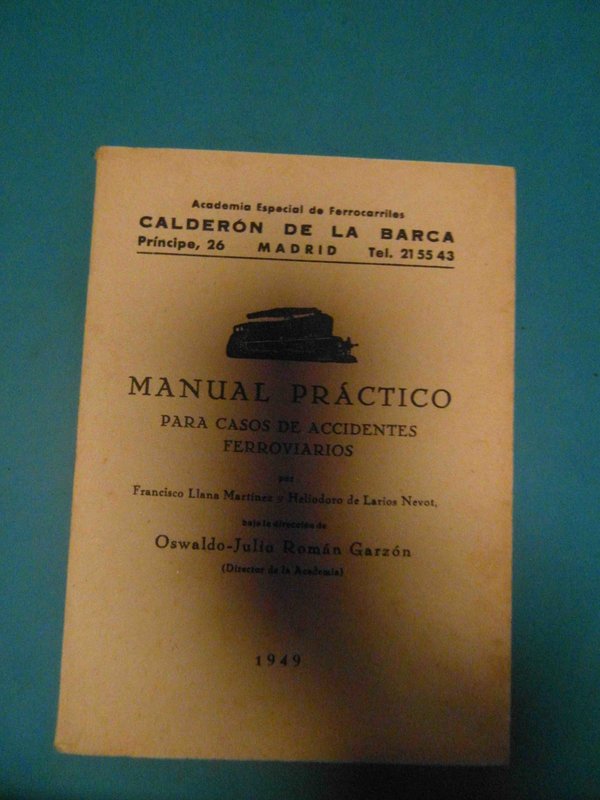 Academia Especial de Ferrocarriles
CALDERÓN DE LA BARCA
Príncipe, 26 MADRID Tel. 21 55 43
MANUAL PRÁCTICO
PARA CASOS DE ACCIDENTES
FERROVIARIOS
por
Francisco Llana Martínez y Heliodoro de Larios Nevot,
bajo la dirección de
Oswaldo-Julio Román Garzón
(Director de la Academia)
1949